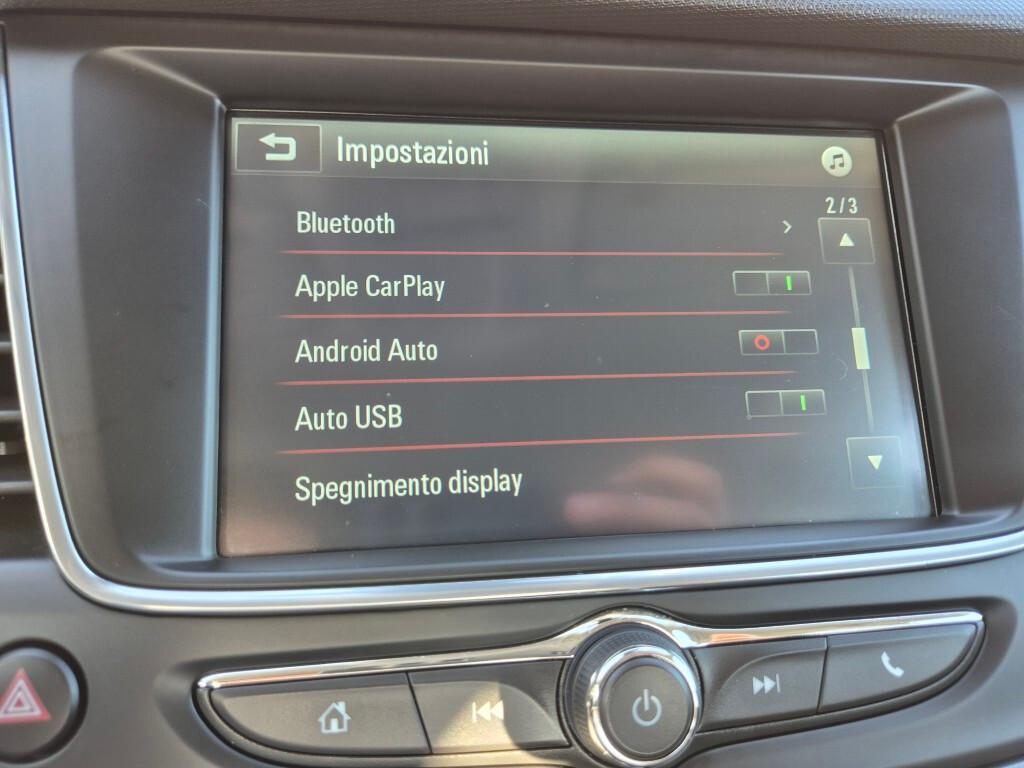 Impostazioni
2/3
Bluetooth
Apple CarPlay
Android Auto
Auto USB
Spegnimento display